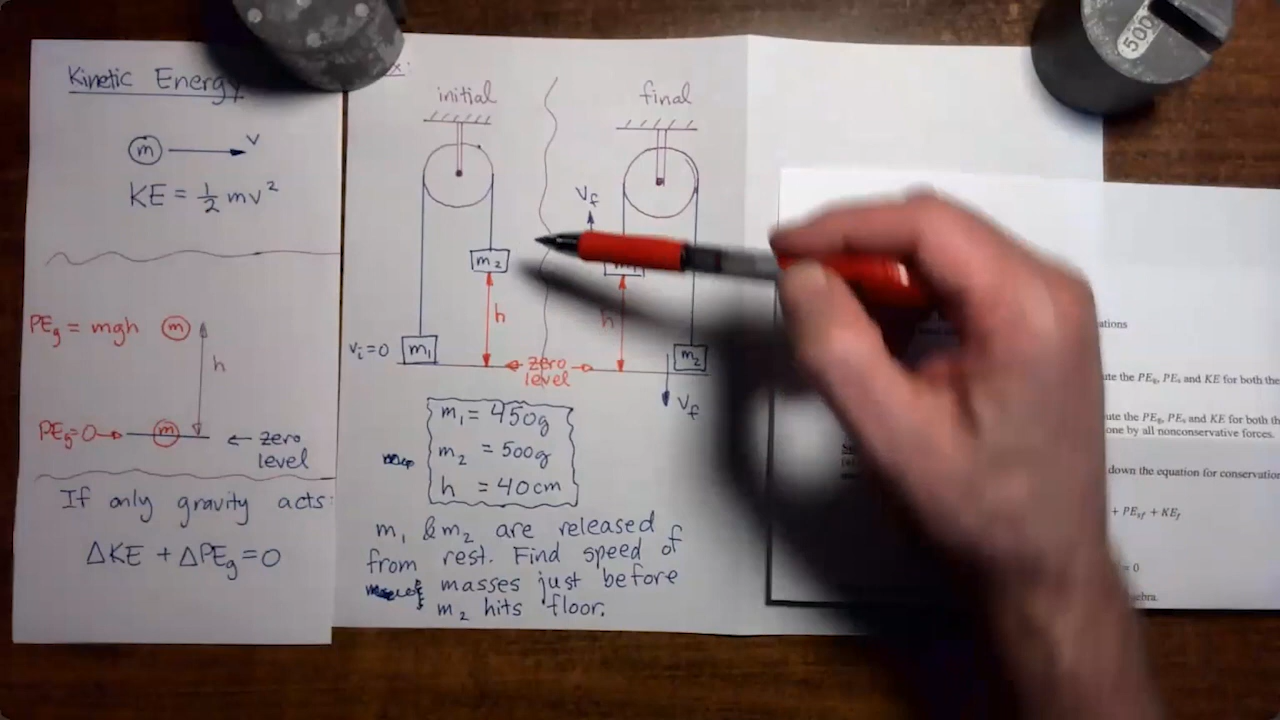 Kinetic Energy
m
v
KE = ½ mv²
PEg = mgh
m
h
PEg=0
m
← zero
level
If only gravity acts:
ΔKE + ΔPEg = 0
initial
m₂
h
vᵢ=0
m₁
zero
level
final
Vf
h
m₂
Vf
m₁ = 450g
m₂ = 500g
h = 40cm
m₁ & m₂ are released
from rest. Find speed of
masses just before
m₂ hits floor.
500
ute the PEg, PEs and KE for both the
ute the PEg, PEs and KE for both the
one by all nonconservative forces.
down the equation for conservation
+ PEsf + KEf
= 0